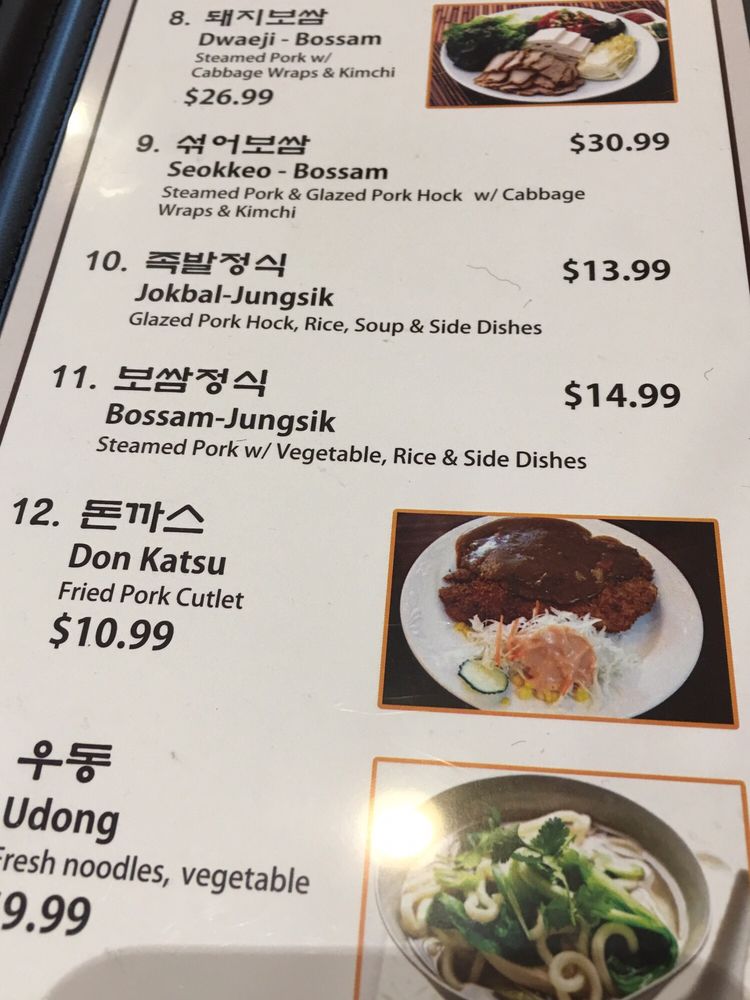 8. 돼지보쌈
Dwaeji - Bossam
Steamed Pork w/
Cabbage Wraps & Kimchi
$26.99
9. 섞어보쌈 $30.99
Seokkeo - Bossam
Steamed Pork & Glazed Pork Hock w/ Cabbage
Wraps & Kimchi
10. 족발정식 $13.99
Jokbal-Jungsik
Glazed Pork Hock, Rice, Soup & Side Dishes
11. 보쌈정식 $14.99
Bossam-Jungsik
Steamed Pork w/ Vegetable, Rice & Side Dishes
12. 돈까스
Don Katsu
Fried Pork Cutlet
$10.99
우동
Udong
Fresh noodles, vegetable
9.99